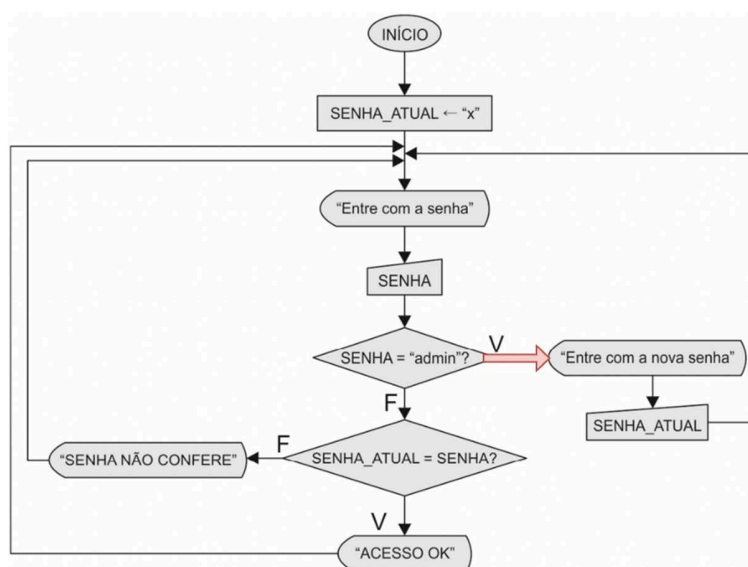 INÍCIO
SENHA_ATUAL ← “x”
“Entre com a senha”
SENHA
SENHA = “admin”?
V
“Entre com a nova senha”
SENHA_ATUAL
F
SENHA_ATUAL = SENHA?
F
“SENHA NÃO CONFERE”
V
“ACESSO OK”